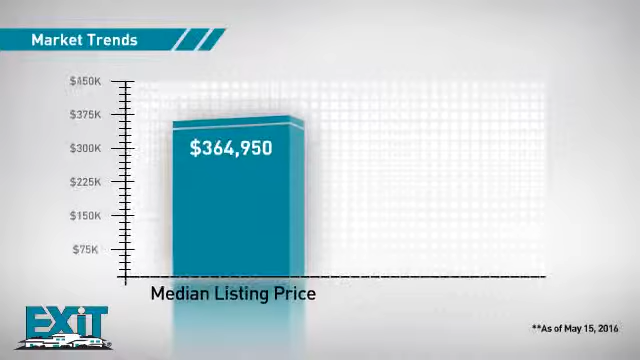 Market Trends
$450K
$375K
$300K
$225K
$150K
$75K
$364,950
Median Listing Price
EXiT
**As of May 15, 2016